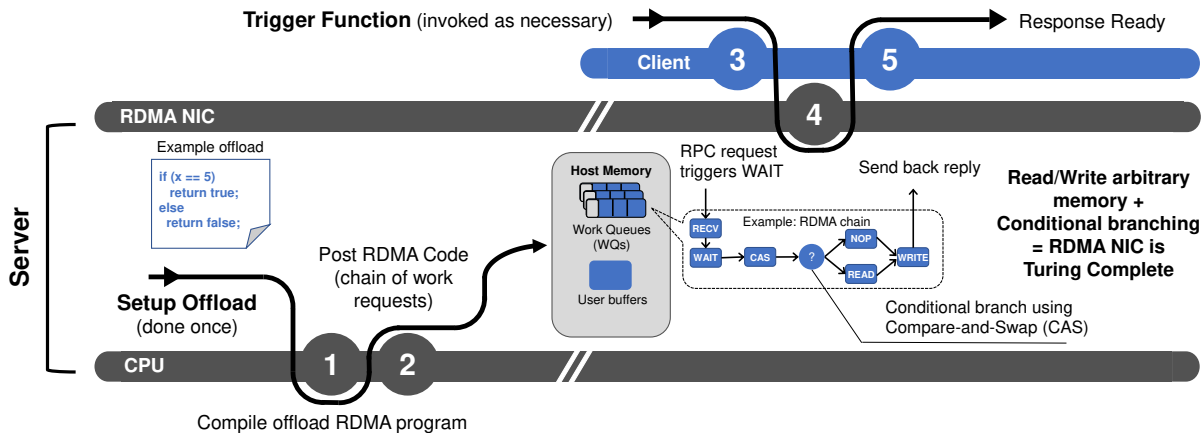 Trigger Function (invoked as necessary)
Response Ready
Client
3
5
RDMA NIC
4
Server
Example offload
if (x == 5)
return true;
else
return false;
Setup Offload
(done once)
Post RDMA Code
(chain of work
requests)
Host Memory
Work Queues
(WQs)
User buffers
RPC request
triggers WAIT
Send back reply
Example: RDMA chain
RECV
WAIT
CAS
?
NOP
READ
WRITE
Conditional branch using
Compare-and-Swap (CAS)
Read/Write arbitrary
memory +
Conditional branching
= RDMA NIC is
Turing Complete
CPU
1
2
Compile offload RDMA program